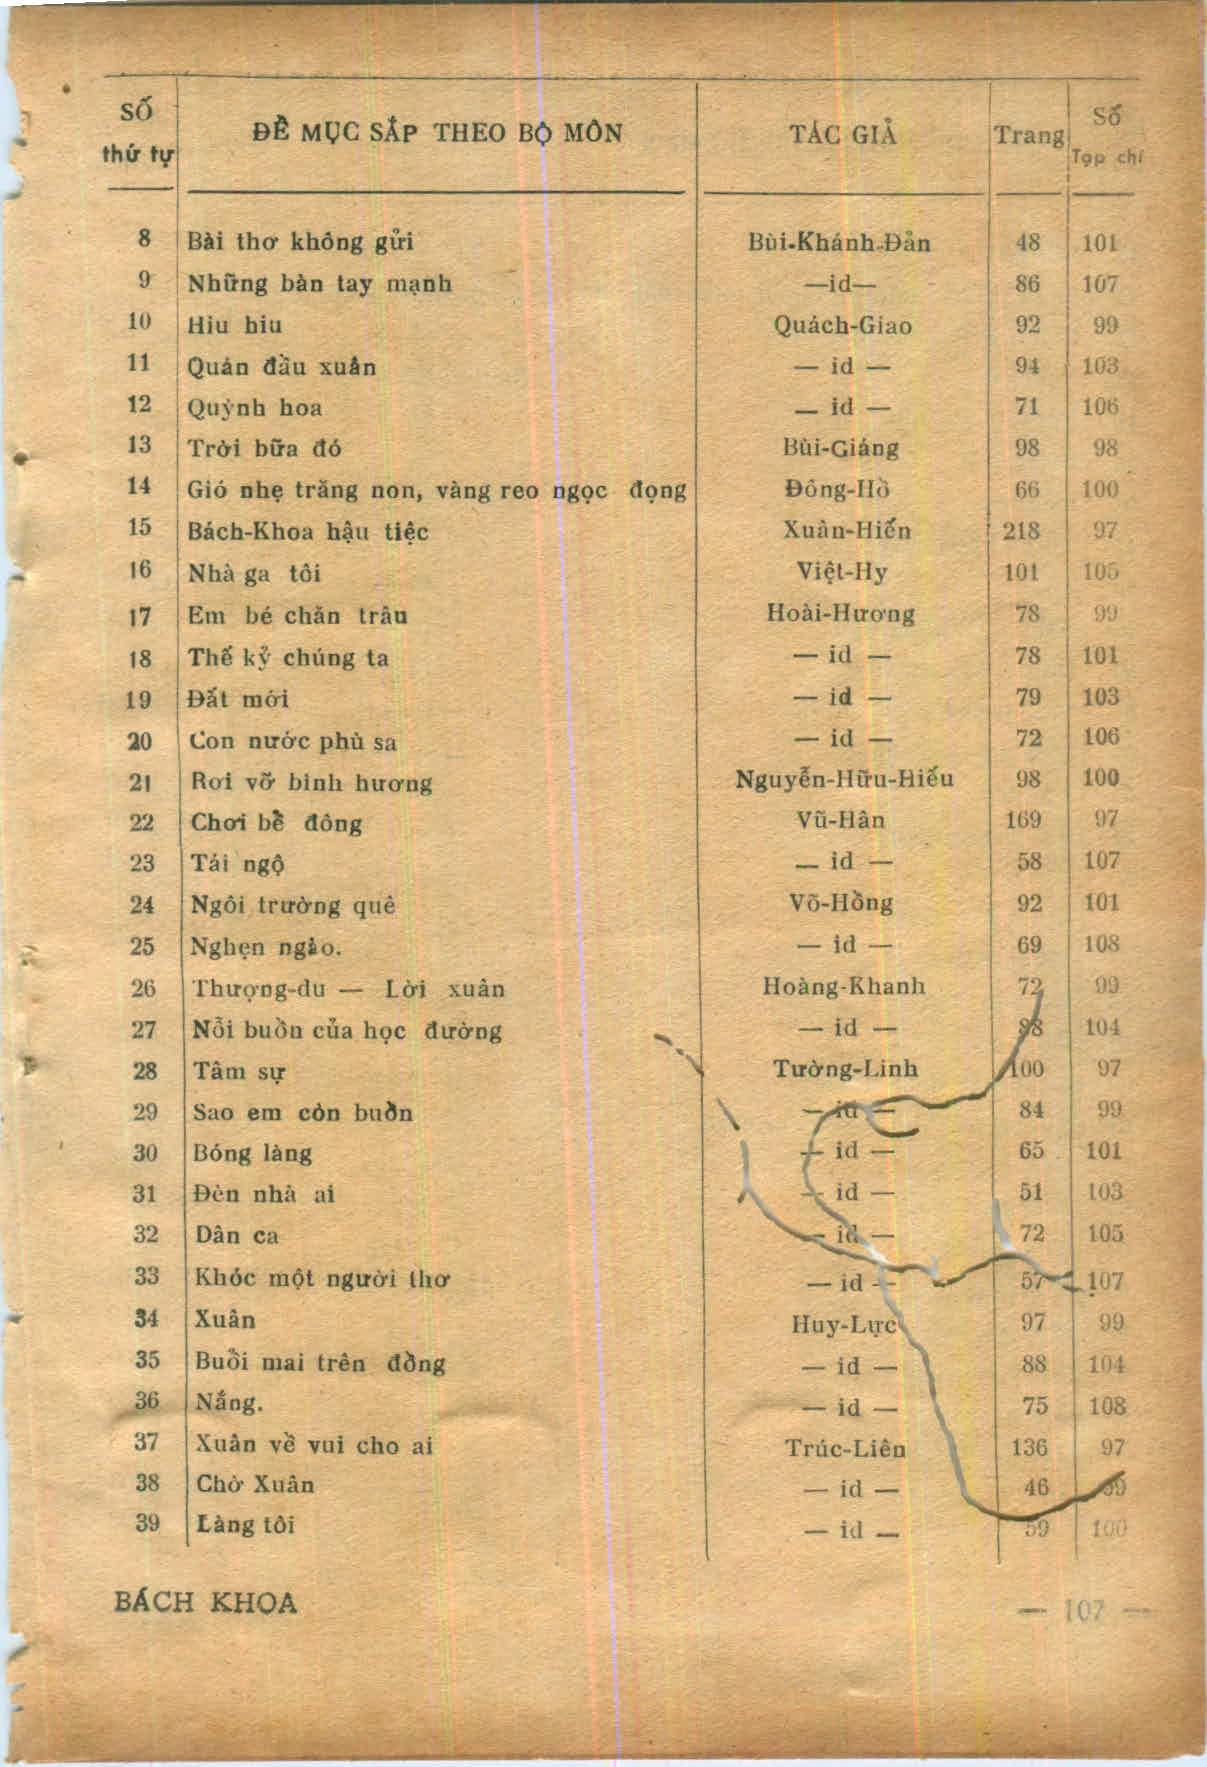 Số thứ tự | ĐỀ MỤC SẮP THEO BỘ MÔN | TÁC GIẢ | Trang | Số Tạp chí
8 Bài thơ không gửi Bùi-Khánh-Đản 48 101
9 Những bàn tay mạnh —id— 86 107
10 Hiu hiu Quách-Giao 92 99
11 Quán đầu xuân — id — 94 103
12 Quỳnh hoa — id — 71 106
13 Trời bữa đó Bùi-Giáng 98 98
14 Gió nhẹ trăng non, vàng reo ngọc đọng Đông-Hồ 66 100
15 Bách-Khoa hậu tiệc Xuân-Hiến 218 97
16 Nhà ga tôi Việt-Hy 101 105
17 Em bé chăn trâu Hoài-Hương 78 99
18 Thế kỷ chúng ta — id — 78 101
19 Đất mới — id — 79 103
20 Con nước phù sa — id — 72 106
21 Rơi vỡ bình hương Nguyễn-Hữu-Hiếu 98 100
22 Chơi bề đông Vũ-Hân 169 97
23 Tái ngộ — id — 58 107
24 Ngôi trường quê Võ-Hồng 92 101
25 Nghẹn ngào. — id — 69 108
26 Thượng-du — Lời xuân Hoàng-Khanh 72 99
27 Nỗi buồn của học đường — id — 98 104
28 Tâm sự Tường-Linh 100 97
29 Sao em còn buồn — id — 84 99
30 Bóng làng — id — 65 101
31 Đèn nhà ai — id — 51 103
32 Dân ca — id — 72 105
33 Khóc một người thơ — id — 57 107
34 Xuân Huy-Lực 97 99
35 Buổi mai trên đồng — id — 88 104
36 Nắng. — id — 75 108
37 Xuân về vui cho ai Trúc-Liên 136 97
38 Chờ Xuân — id — 46 99
39 Làng tôi — id — 59 100
BÁCH KHOA — 107 —